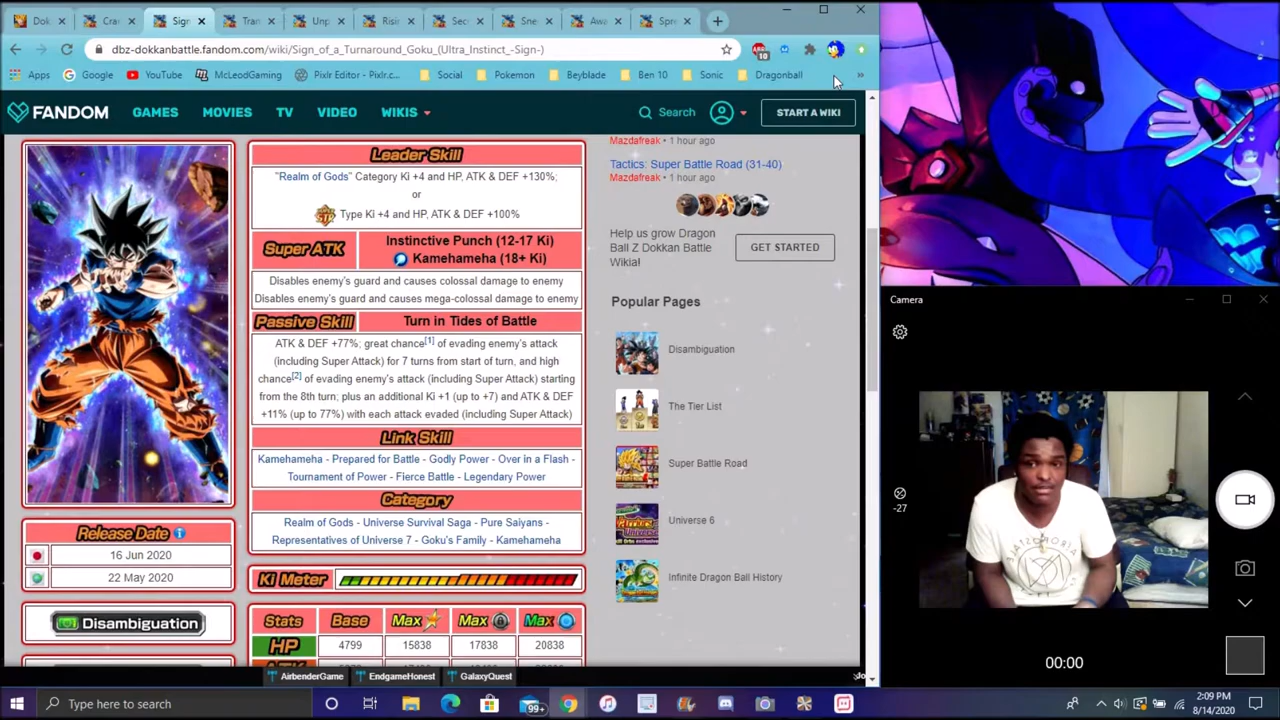 Dok
Cra
Sign
Tran
Unp
Risin
Sec
Sne
Awa
Spre
dbz-dokkanbattle.fandom.com/wiki/Sign_of_a_Turnaround_Goku_(Ultra_Instinct_-Sign-)
10
Apps Google YouTube McLeodGaming Pixlr Editor - Pixlr.c... Social Pokemon Beyblade Ben 10 Sonic Dragonball »
FANDOM GAMES MOVIES TV VIDEO WIKIS Search START A WIKI
Leader Skill
"Realm of Gods" Category Ki +4 and HP, ATK & DEF +130%;
or
Type Ki +4 and HP, ATK & DEF +100%
Super ATK
Instinctive Punch (12-17 Ki)
Kamehameha (18+ Ki)
Disables enemy's guard and causes colossal damage to enemy
Disables enemy's guard and causes mega-colossal damage to enemy
Passive Skill
Turn in Tides of Battle
ATK & DEF +77%; great chance[1] of evading enemy's attack
(including Super Attack) for 7 turns from start of turn, and high
chance[2] of evading enemy's attack (including Super Attack) starting
from the 8th turn; plus an additional Ki +1 (up to +7) and ATK & DEF
+11% (up to 77%) with each attack evaded (including Super Attack)
Link Skill
Kamehameha - Prepared for Battle - Godly Power - Over in a Flash -
Tournament of Power - Fierce Battle - Legendary Power
Category
Realm of Gods - Universe Survival Saga - Pure Saiyans -
Representatives of Universe 7 - Goku's Family - Kamehameha
Ki Meter
Stats Base Max Max Max
HP 4799 15838 17838 20838
Release Date
16 Jun 2020
22 May 2020
Disambiguation
Mazdafreak • 1 hour ago
Tactics: Super Battle Road (31-40)
Mazdafreak • 1 hour ago
Help us grow Dragon
Ball Z Dokkan Battle
Wikia!
GET STARTED
Popular Pages
Disambiguation
The Tier List
Super Battle Road
Universe 6
Infinite Dragon Ball History
AirbenderGame EndgameHonest GalaxyQuest
Camera
-27
00:00
Type here to search
99+
2:09 PM
8/14/2020